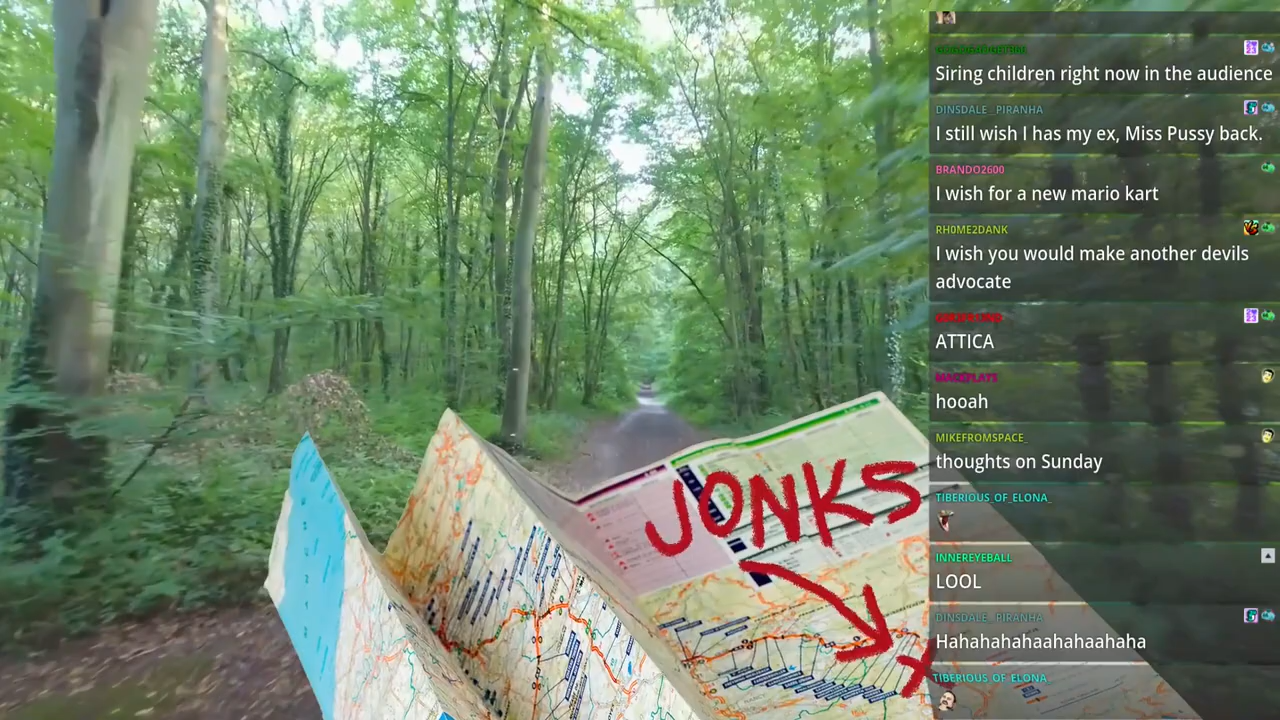 Siring children right now in the audience
DINSDALE_PIRANHA
I still wish I has my ex, Miss Pussy back.
BRANDO2600
I wish for a new mario kart
RH0ME2DANK
I wish you would make another devils
advocate
ATTICA
MACEPLAYS
hooah
MIKEFROMSPACE_
thoughts on Sunday
TIBERIOUS_OF_ELONA_
INNEREYEBALL
LOOL
DINSDALE_PIRANHA
Hahahahahaahahaahaha
TIBERIOUS_OF_ELONA_
JONKS
X